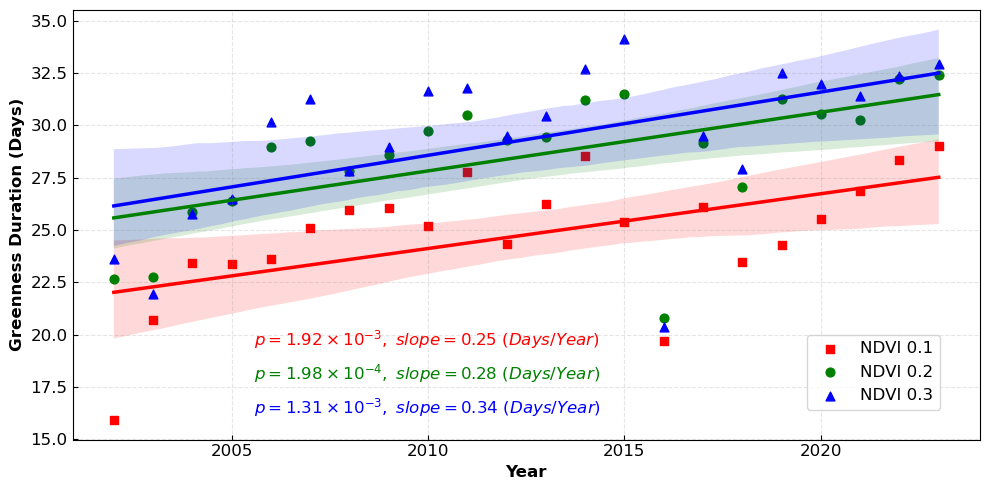 35.0
32.5
30.0
27.5
25.0
22.5
20.0
17.5
15.0
Greenness Duration (Days)
p = 1.92 × 10⁻³, slope = 0.25 (Days/Year)
p = 1.98 × 10⁻⁴, slope = 0.28 (Days/Year)
p = 1.31 × 10⁻³, slope = 0.34 (Days/Year)
NDVI 0.1
NDVI 0.2
NDVI 0.3
2005 2010 2015 2020
Year